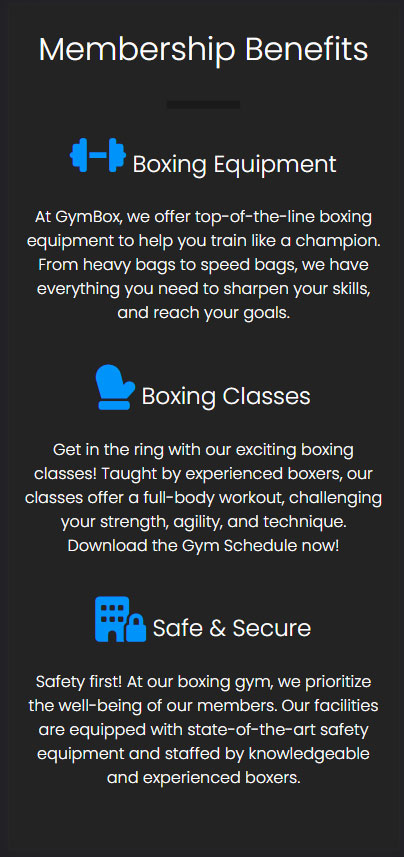 Membership Benefits
Boxing Equipment
At GymBox, we offer top-of-the-line boxing
equipment to help you train like a champion.
From heavy bags to speed bags, we have
everything you need to sharpen your skills,
and reach your goals.
Boxing Classes
Get in the ring with our exciting boxing
classes! Taught by experienced boxers, our
classes offer a full-body workout, challenging
your strength, agility, and technique.
Download the Gym Schedule now!
Safe & Secure
Safety first! At our boxing gym, we prioritize
the well-being of our members. Our facilities
are equipped with state-of-the-art safety
equipment and staffed by knowledgeable
and experienced boxers.